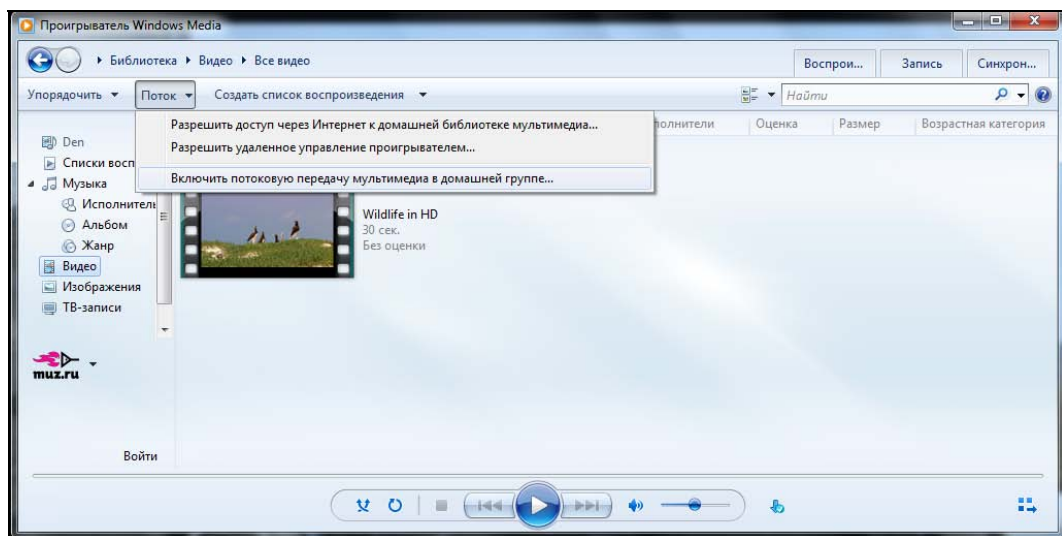 Проигрыватель Windows Media
Библиотека Видео Все видео
Воспрои... Запись Синхрон...
Упорядочить Поток Создать список воспроизведения Найти
Разрешить доступ через Интернет к домашней библиотеке мультимедиа...
Разрешить удаленное управление проигрывателем...
Включить потоковую передачу мультимедиа в домашней группе...
полнители Оценка Размер Возрастная категория
Den
Списки восп
Музыка
Исполнитель
Альбом
Жанр
Видео
Изображения
ТВ-записи
Wildlife in HD
30 сек.
Без оценки
muz.ru
Войти